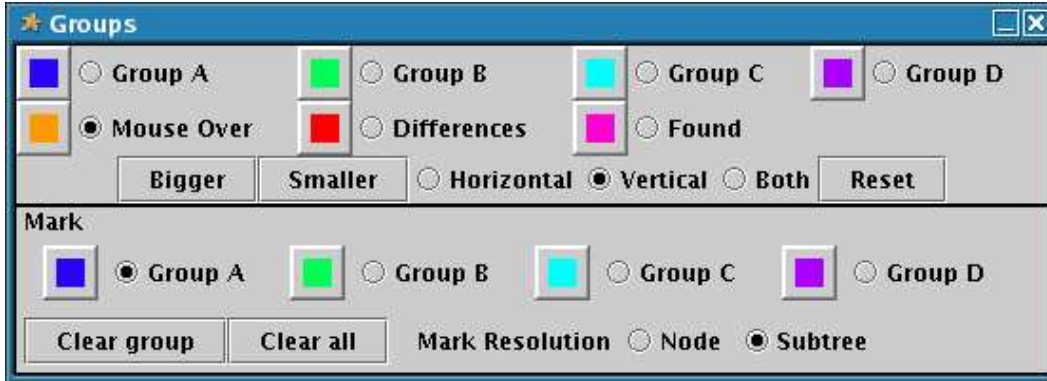 Groups
Group A Group B Group C Group D
Mouse Over Differences Found
Bigger Smaller Horizontal Vertical Both Reset
Mark
Group A Group B Group C Group D
Clear group Clear all Mark Resolution Node Subtree